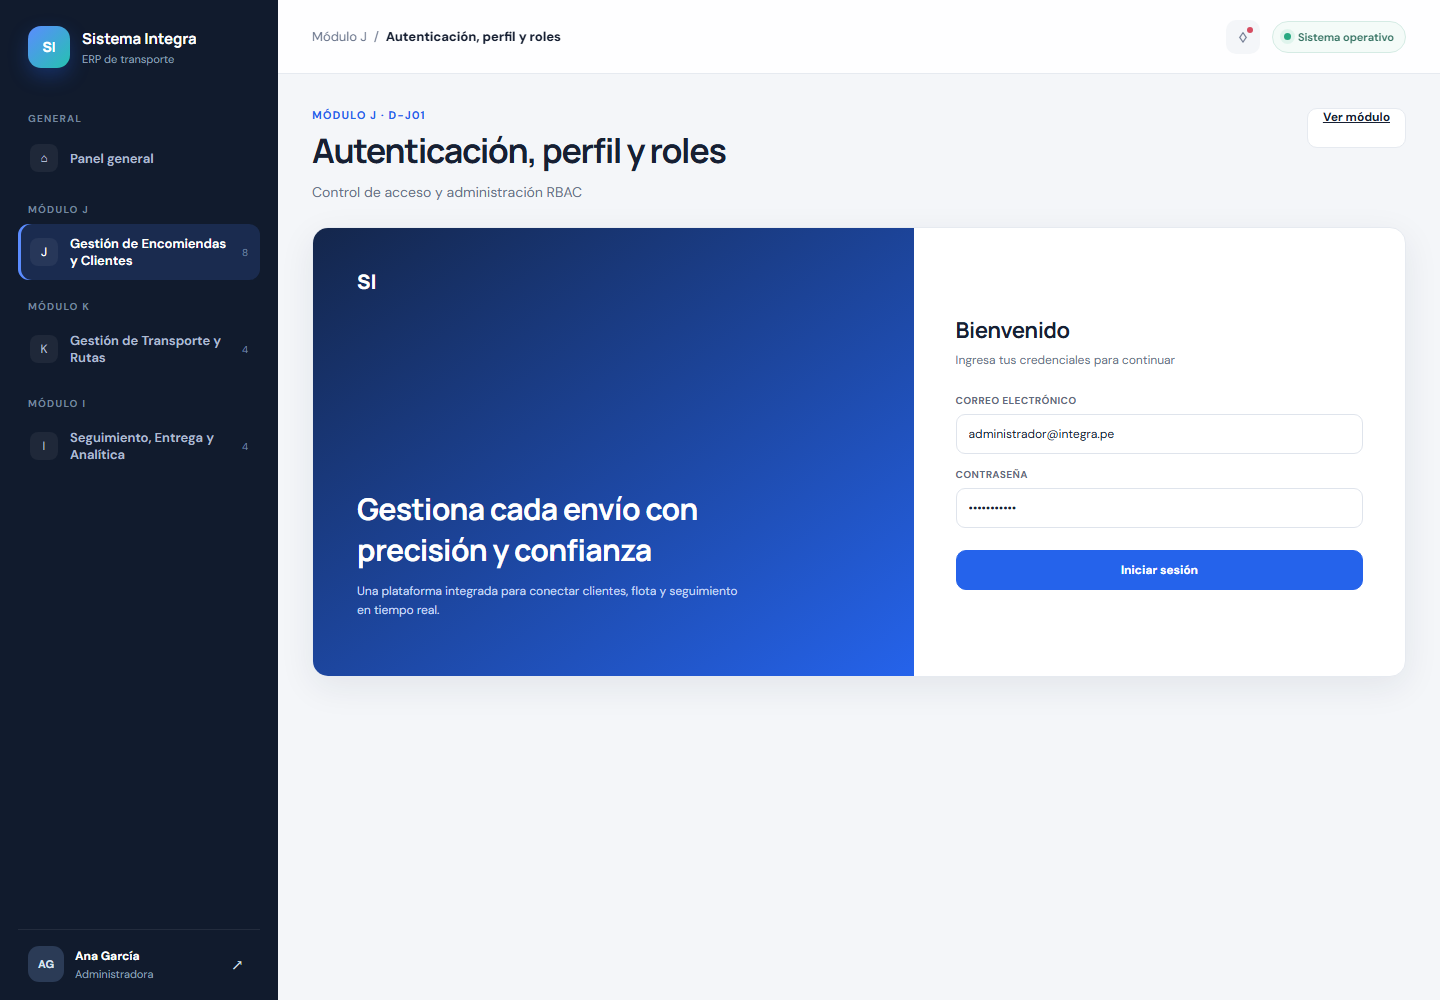 SI
Sistema Integra
ERP de transporte
GENERAL
Panel general
MÓDULO J
J
Gestión de Encomiendas
y Clientes
8
MÓDULO K
K
Gestión de Transporte y
Rutas
4
MÓDULO I
I
Seguimiento, Entrega y
Analítica
4
AG
Ana García
Administradora
Módulo J / Autenticación, perfil y roles
Sistema operativo
MÓDULO J · D-J01
Autenticación, perfil y roles
Control de acceso y administración RBAC
Ver módulo
SI
Gestiona cada envío con
precisión y confianza
Una plataforma integrada para conectar clientes, flota y seguimiento
en tiempo real.
Bienvenido
Ingresa tus credenciales para continuar
CORREO ELECTRÓNICO
administrador@integra.pe
CONTRASEÑA
•••••••••••
Iniciar sesión